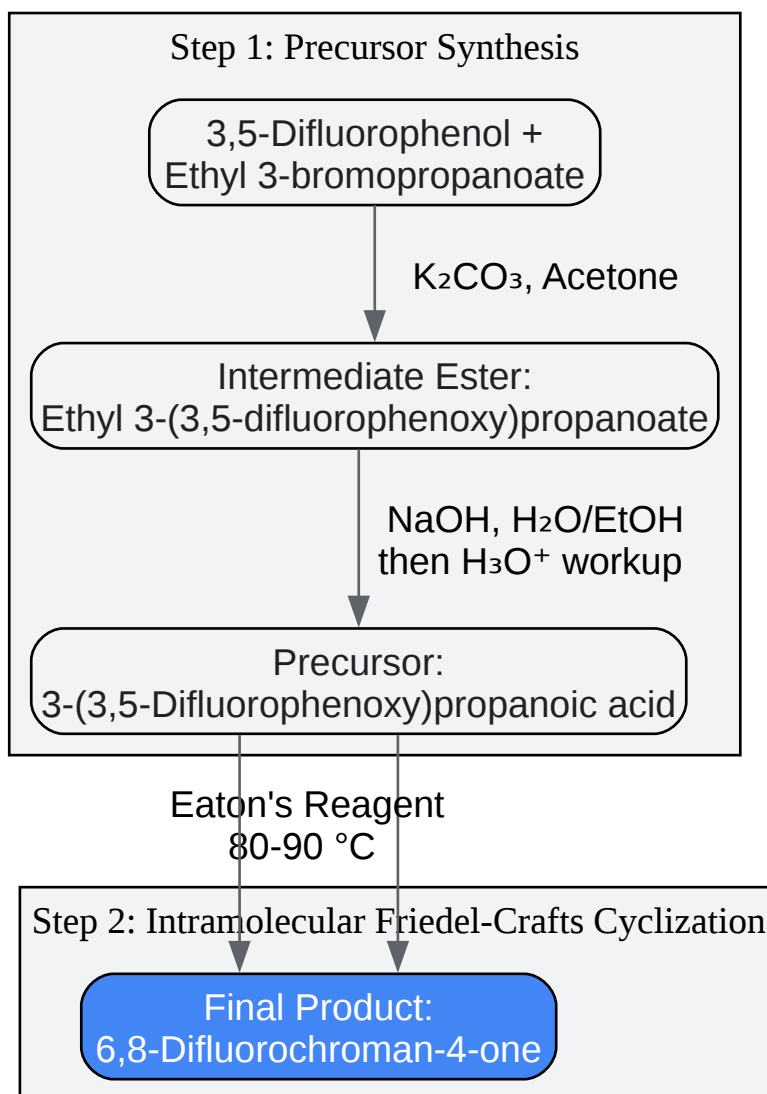 Step 1: Precursor Synthesis
3,5-Difluorophenol +
Ethyl 3-bromopropanoate
K₂CO₃, Acetone
Intermediate Ester:
Ethyl 3-(3,5-difluorophenoxy)propanoate
NaOH, H₂O/EtOH
then H₃O⁺ workup
Precursor:
3-(3,5-Difluorophenoxy)propanoic acid
Eaton's Reagent
80-90 °C
Step 2: Intramolecular Friedel-Crafts Cyclization
Final Product:
6,8-Difluorochroman-4-one